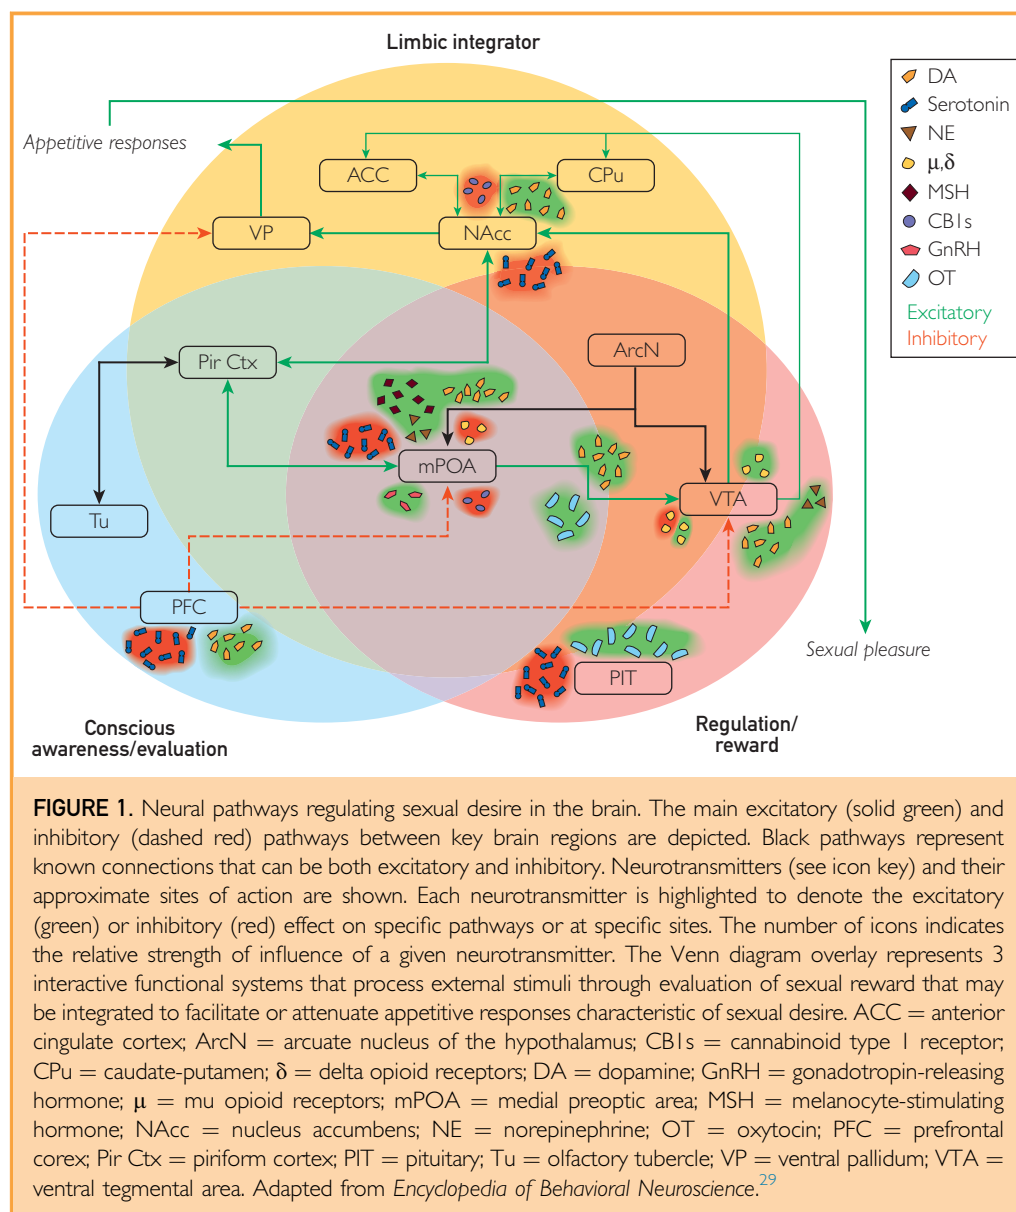 Limbic integrator
DA
Serotonin
NE
μ,δ
MSH
CB1s
GnRH
OT
Excitatory
Inhibitory
Appetitive responses
ACC
CPu
VP
NAcc
Pir Ctx
ArcN
mPOA
VTA
Tu
PFC
PIT
Sexual pleasure
Conscious
awareness/evaluation
Regulation/
reward
FIGURE 1. Neural pathways regulating sexual desire in the brain. The main excitatory (solid green) and
inhibitory (dashed red) pathways between key brain regions are depicted. Black pathways represent
known connections that can be both excitatory and inhibitory. Neurotransmitters (see icon key) and their
approximate sites of action are shown. Each neurotransmitter is highlighted to denote the excitatory
(green) or inhibitory (red) effect on specific pathways or at specific sites. The number of icons indicates
the relative strength of influence of a given neurotransmitter. The Venn diagram overlay represents 3
interactive functional systems that process external stimuli through evaluation of sexual reward that may
be integrated to facilitate or attenuate appetitive responses characteristic of sexual desire. ACC = anterior
cingulate cortex; ArcN = arcuate nucleus of the hypothalamus; CB1s = cannabinoid type 1 receptor;
CPu = caudate-putamen; δ = delta opioid receptors; DA = dopamine; GnRH = gonadotropin-releasing
hormone; μ = mu opioid receptors; mPOA = medial preoptic area; MSH = melanocyte-stimulating
hormone; NAcc = nucleus accumbens; NE = norepinephrine; OT = oxytocin; PFC = prefrontal
corex; Pir Ctx = piriform cortex; PIT = pituitary; Tu = olfactory tubercle; VP = ventral pallidum; VTA =
ventral tegmental area. Adapted from Encyclopedia of Behavioral Neuroscience.29